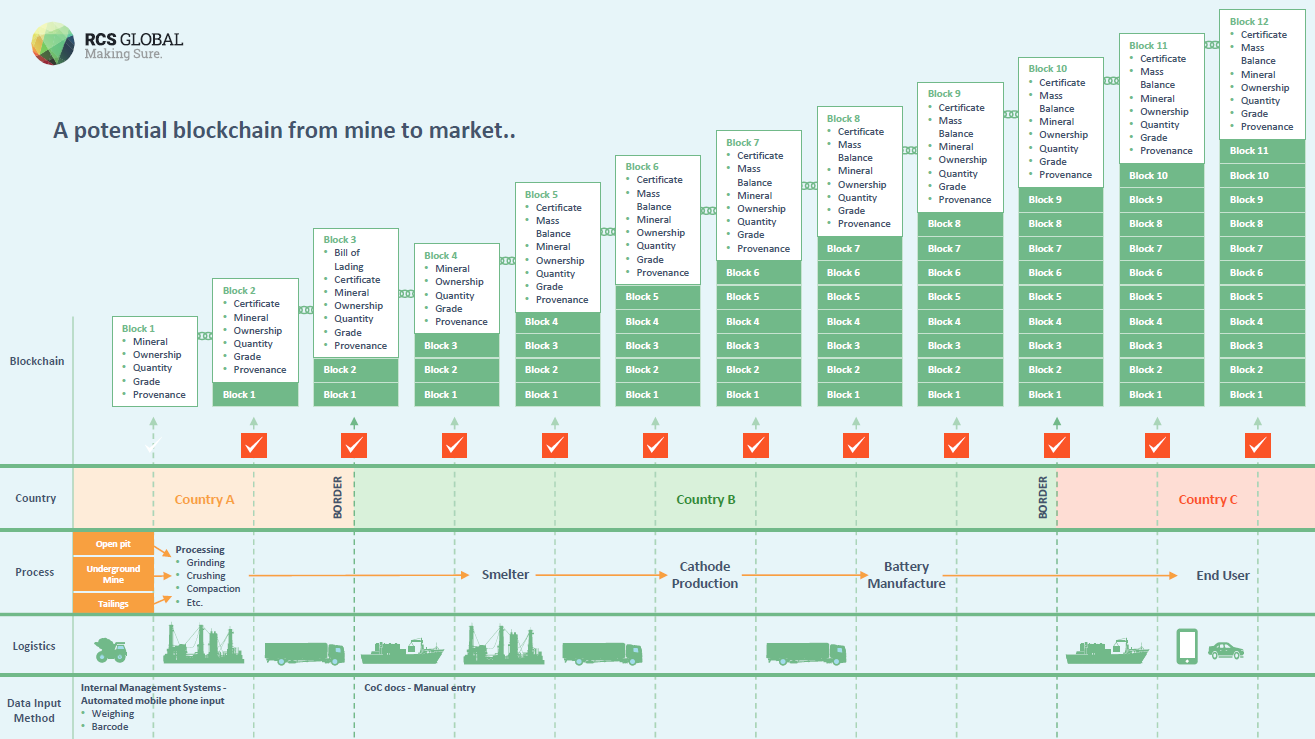 RCS GLOBAL
Making Sure.
A potential blockchain from mine to market..
Blockchain
Block 1
• Mineral
• Ownership
• Quantity
• Grade
• Provenance
Block 2
• Certificate
• Mineral
• Ownership
• Quantity
• Grade
• Provenance
Block 1
Block 3
• Bill of
Lading
• Certificate
• Mineral
• Ownership
• Quantity
• Grade
• Provenance
Block 2
Block 1
Block 4
• Mineral
• Ownership
• Quantity
• Grade
• Provenance
Block 3
Block 2
Block 1
Block 5
• Certificate
• Mass
Balance
• Mineral
• Ownership
• Quantity
• Grade
• Provenance
Block 4
Block 3
Block 2
Block 1
Block 6
• Certificate
• Mass
Balance
• Mineral
• Ownership
• Quantity
• Grade
• Provenance
Block 5
Block 4
Block 3
Block 2
Block 1
Block 7
• Certificate
• Mass
Balance
• Mineral
• Ownership
• Quantity
• Grade
• Provenance
Block 6
Block 5
Block 4
Block 3
Block 2
Block 1
Block 8
• Certificate
• Mass
Balance
• Mineral
• Ownership
• Quantity
• Grade
• Provenance
Block 7
Block 6
Block 5
Block 4
Block 3
Block 2
Block 1
Block 9
• Certificate
• Mass
Balance
• Mineral
• Ownership
• Quantity
• Grade
• Provenance
Block 8
Block 7
Block 6
Block 5
Block 4
Block 3
Block 2
Block 1
Block 10
• Certificate
• Mass
Balance
• Mineral
• Ownership
• Quantity
• Grade
• Provenance
Block 9
Block 8
Block 7
Block 6
Block 5
Block 4
Block 3
Block 2
Block 1
Block 11
• Certificate
• Mass
Balance
• Mineral
• Ownership
• Quantity
• Grade
• Provenance
Block 10
Block 9
Block 8
Block 7
Block 6
Block 5
Block 4
Block 3
Block 2
Block 1
Block 12
• Certificate
• Mass
Balance
• Mineral
• Ownership
• Quantity
• Grade
• Provenance
Block 11
Block 10
Block 9
Block 8
Block 7
Block 6
Block 5
Block 4
Block 3
Block 2
Block 1
Country
Country A
BORDER
Country B
BORDER
Country C
Process
Open pit
Underground
Mine
Tailings
Processing
• Grinding
• Crushing
• Compaction
• Etc.
Smelter
Cathode
Production
Battery
Manufacture
End User
Logistics
Data Input
Method
Internal Management Systems -
Automated mobile phone input
• Weighing
• Barcode
CoC docs - Manual entry